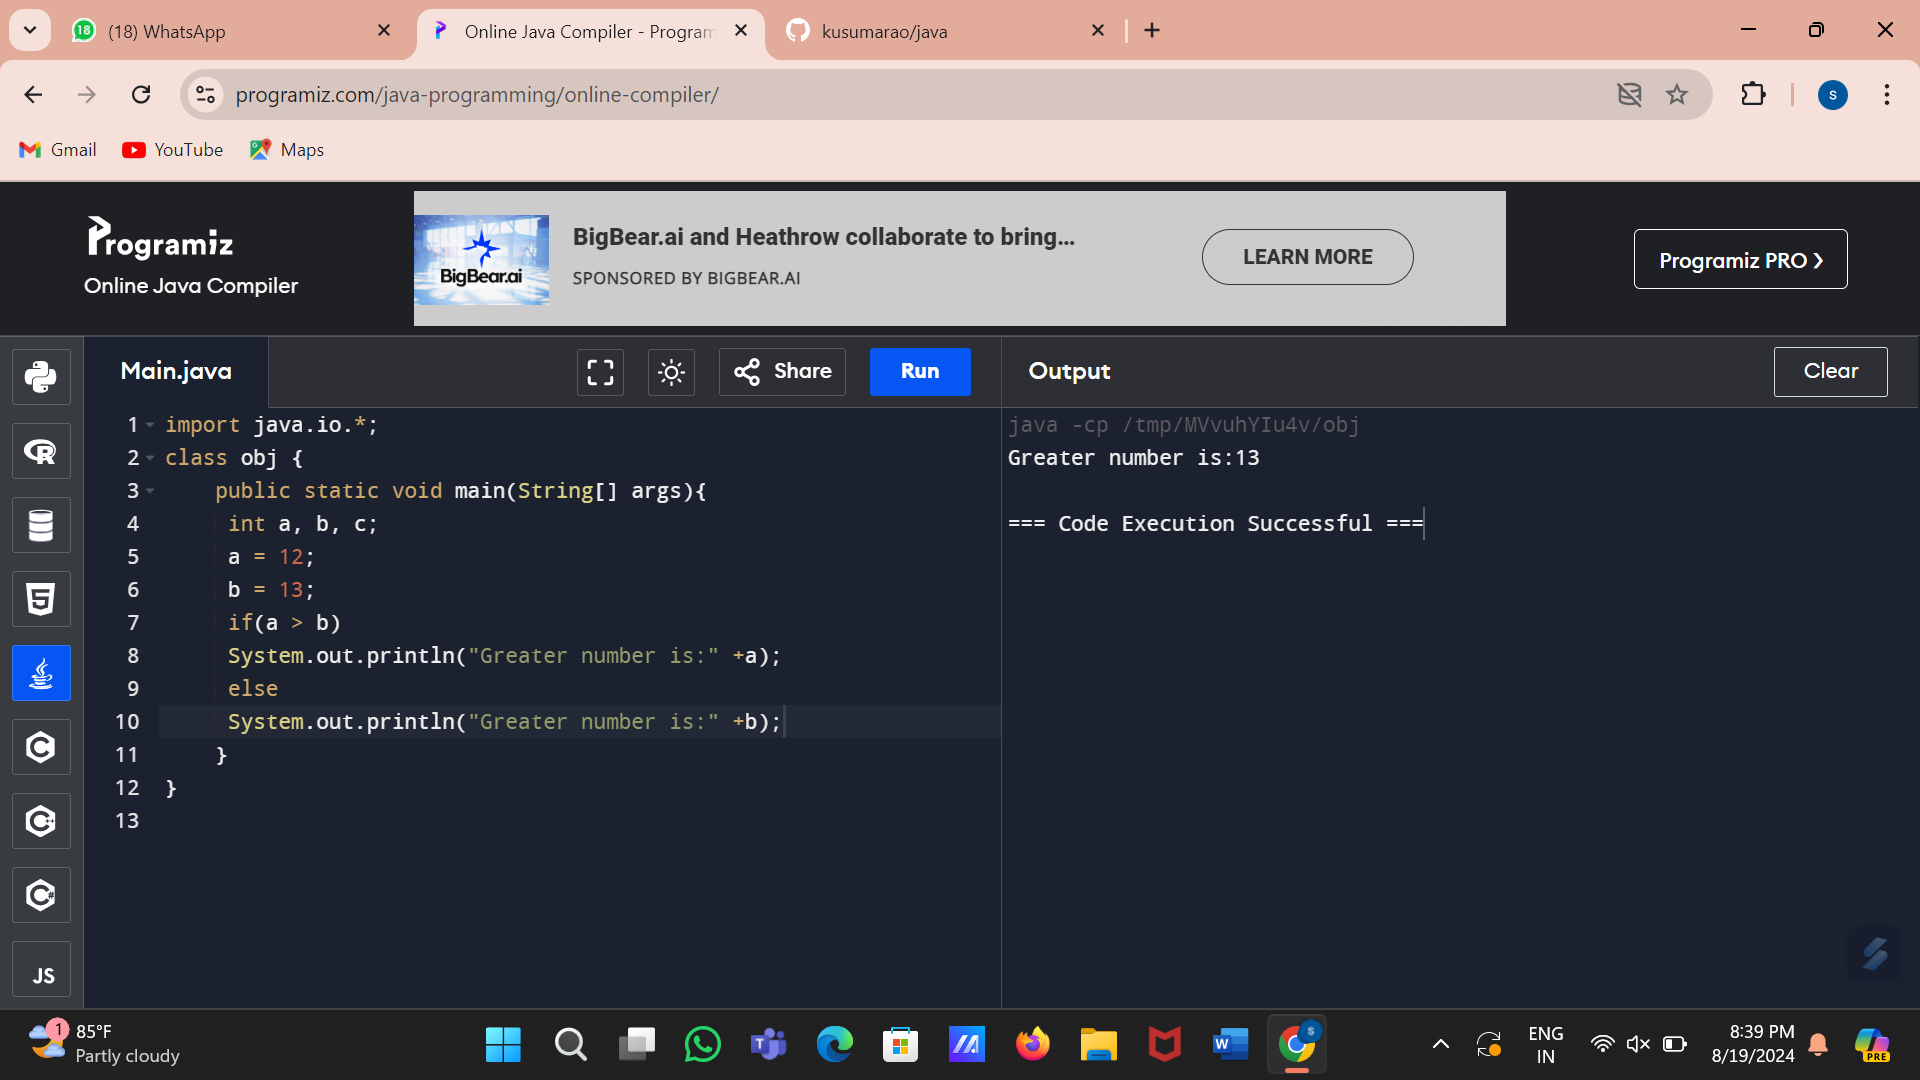 18
(18) WhatsApp
Online Java Compiler - Program
kusumarao/java
programiz.com/java-programming/online-compiler/
s
Gmail
YouTube
Maps
Programiz
Online Java Compiler
BigBear.ai
BigBear.ai and Heathrow collaborate to bring...
SPONSORED BY BIGBEAR.AI
LEARN MORE
Programiz PRO ❯
Main.java
Share
Run
Output
Clear
1 import java.io.*;
2 class obj {
3 public static void main(String[] args){
4 int a, b, c;
5 a = 12;
6 b = 13;
7 if(a > b)
8 System.out.println("Greater number is:" +a);
9 else
10 System.out.println("Greater number is:" +b);
11 }
12 }
13
java -cp /tmp/MVvuhYIu4v/obj
Greater number is:13
=== Code Execution Successful ===
R
5
C
C
C
JS
1
85°F
Partly cloudy
T
W
S
ENG
IN
8:39 PM
8/19/2024
PRE